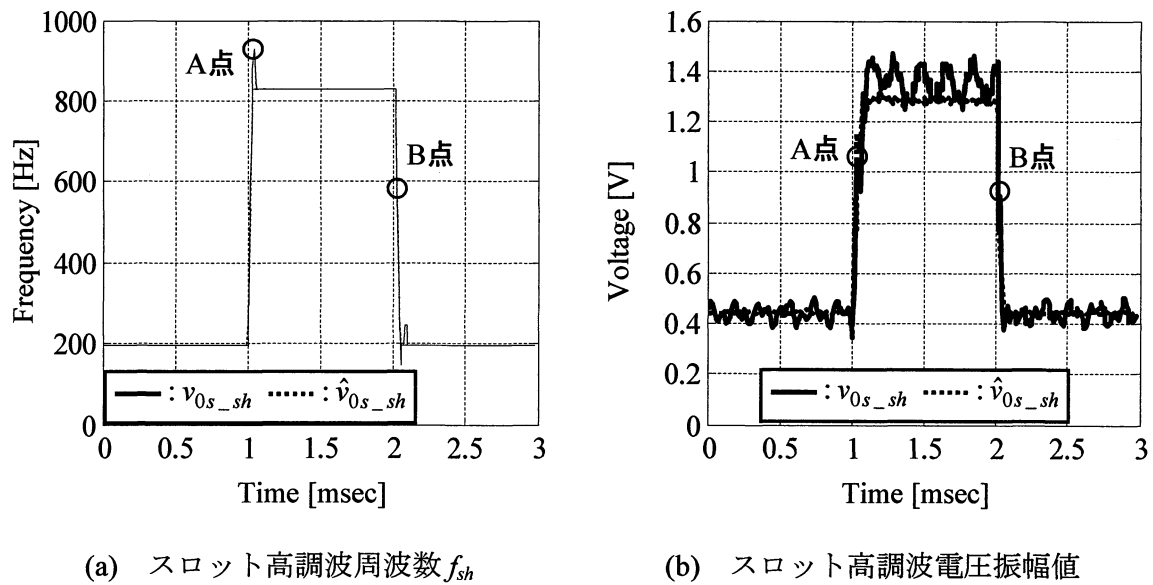 1000
800
600
400
200
0
Frequency [Hz]
A点
B点
: v0s_sh : v̂0s_sh
0 0.5 1 1.5 2 2.5 3
Time [msec]
(a) スロット高調波周波数 fsh
1.6
1.4
1.2
1
0.8
0.6
0.4
0.2
0
Voltage [V]
A点
B点
: v0s_sh : v̂0s_sh
0 0.5 1 1.5 2 2.5 3
Time [msec]
(b) スロット高調波電圧振幅値